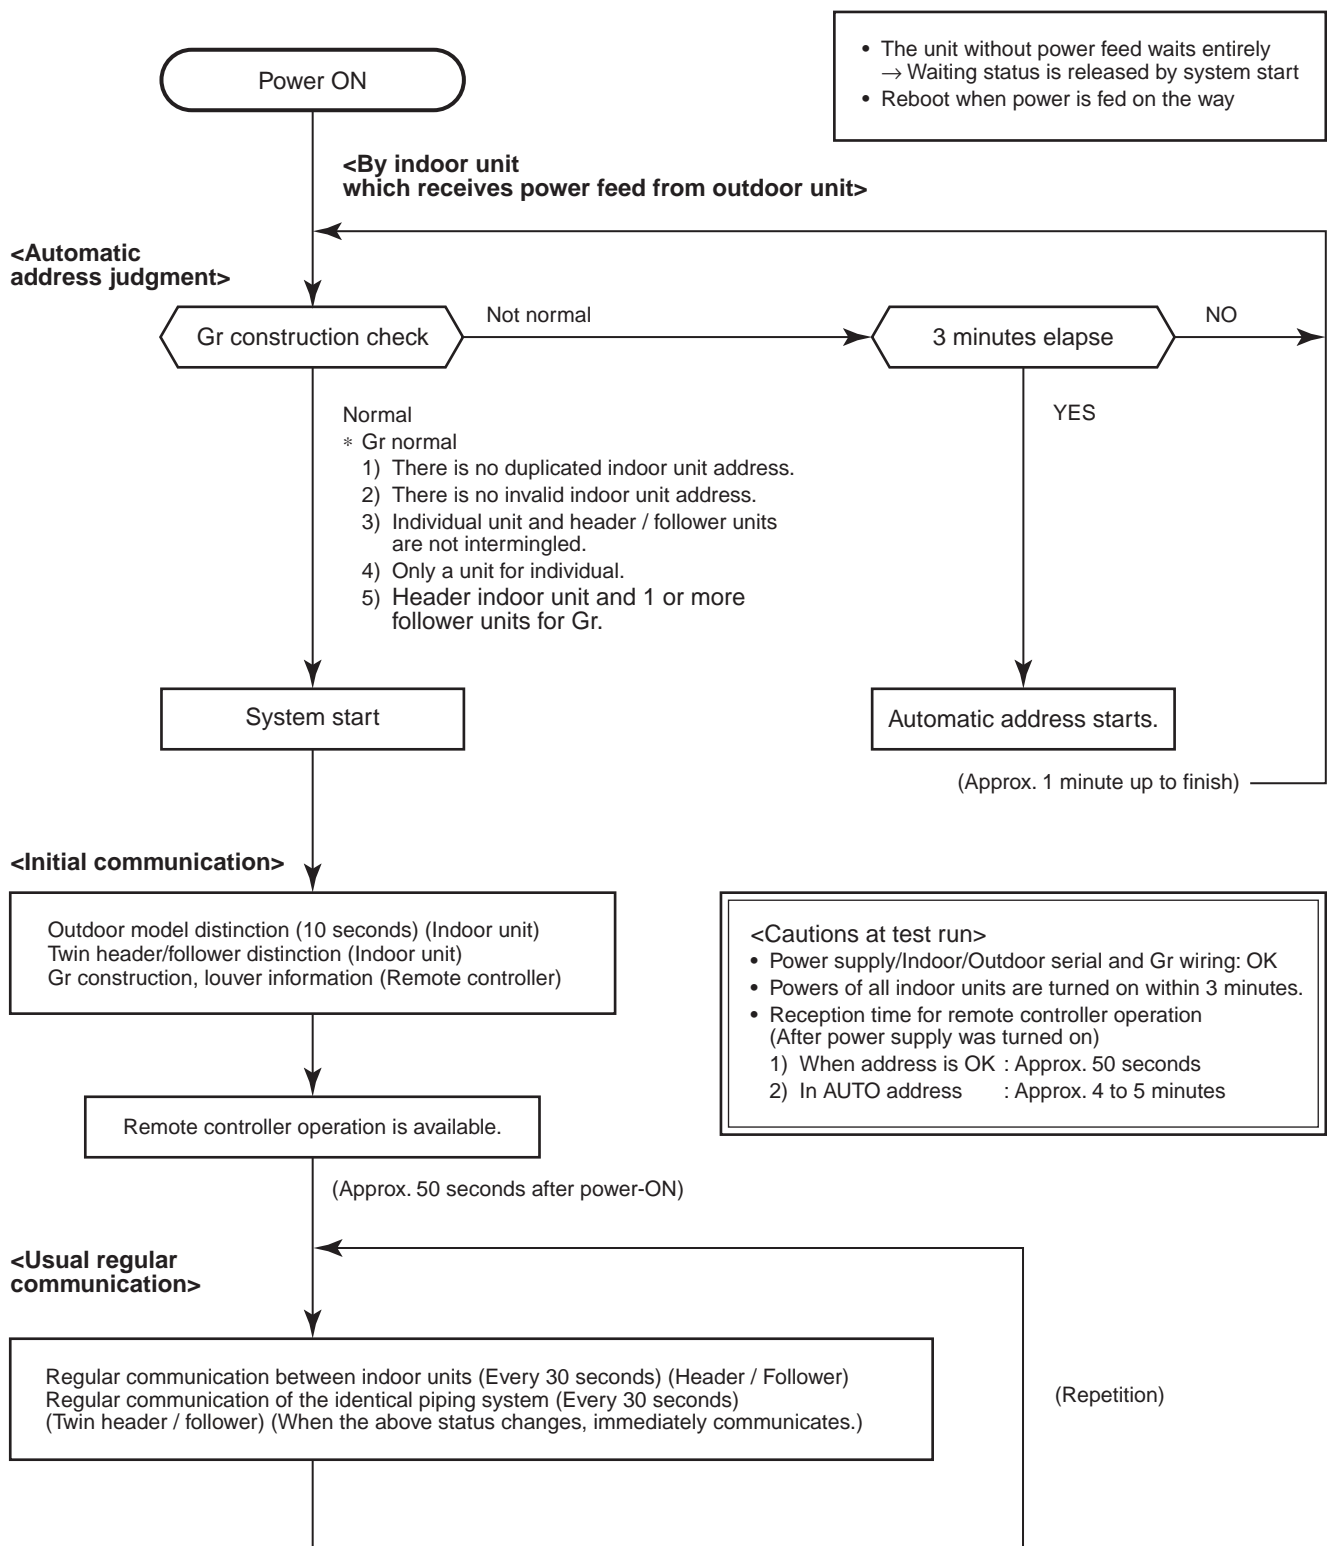 • The unit without power feed waits entirely
→ Waiting status is released by system start
• Reboot when power is fed on the way
Power ON
<By indoor unit
which receives power feed from outdoor unit>
<Automatic
address judgment>
Gr construction check
Not normal
3 minutes elapse
NO
Normal
* Gr normal
1) There is no duplicated indoor unit address.
2) There is no invalid indoor unit address.
3) Individual unit and header / follower units
are not intermingled.
4) Only a unit for individual.
5) Header indoor unit and 1 or more
follower units for Gr.
YES
System start
Automatic address starts.
(Approx. 1 minute up to finish)
<Initial communication>
Outdoor model distinction (10 seconds) (Indoor unit)
Twin header/follower distinction (Indoor unit)
Gr construction, louver information (Remote controller)
<Cautions at test run>
• Power supply/Indoor/Outdoor serial and Gr wiring: OK
• Powers of all indoor units are turned on within 3 minutes.
• Reception time for remote controller operation
(After power supply was turned on)
1) When address is OK : Approx. 50 seconds
2) In AUTO address : Approx. 4 to 5 minutes
Remote controller operation is available.
(Approx. 50 seconds after power-ON)
<Usual regular
communication>
Regular communication between indoor units (Every 30 seconds) (Header / Follower)
Regular communication of the identical piping system (Every 30 seconds)
(Twin header / follower) (When the above status changes, immediately communicates.)
(Repetition)